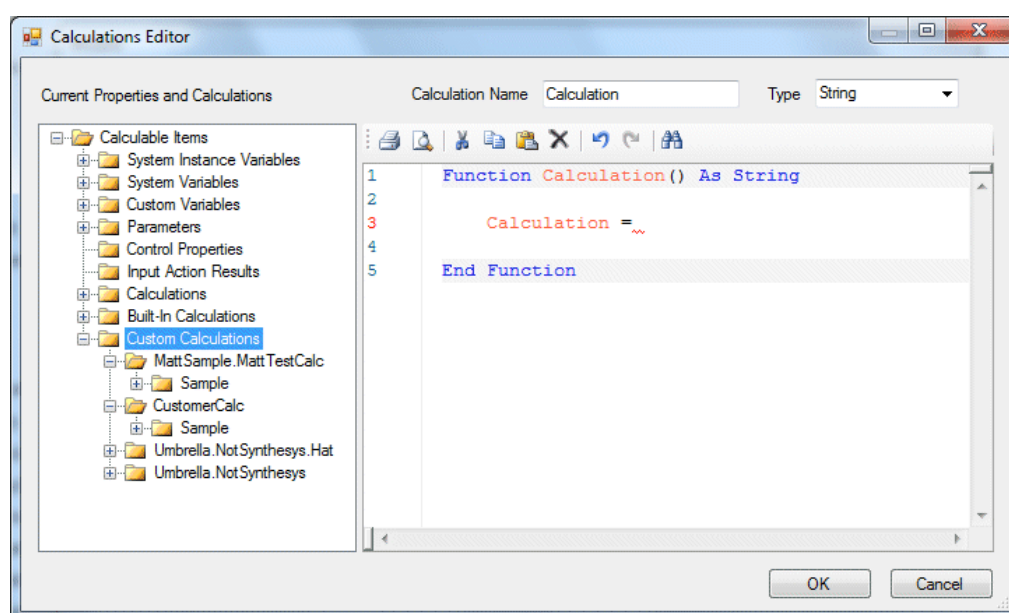 Calculations Editor
Current Properties and Calculations
Calculation Name
Calculation
Type
String
Calculable Items
System Instance Variables
System Variables
Custom Variables
Parameters
Control Properties
Input Action Results
Calculations
Built-In Calculations
Custom Calculations
MattSample.MattTestCalc
Sample
CustomerCalc
Sample
Umbrella.NotSynthesys.Hat
Umbrella.NotSynthesys
1 Function Calculation() As String
2
3 Calculation =
4
5 End Function
OK
Cancel